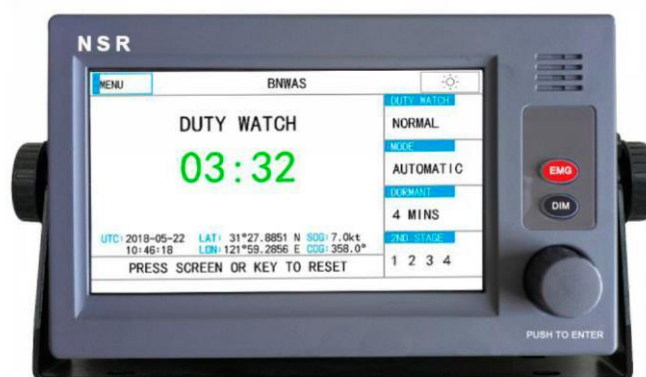 NSR
MENU
BNWAS
DUTY WATCH
03:32
UTC: 2018-05-22 LAT: 31°27.8851 N SOG: 7.0kt
10:46:18 LON: 121°59.2856 E COG: 358.0°
PRESS SCREEN OR KEY TO RESET
DUTY WATCH
NORMAL
MODE
AUTOMATIC
DORMANT
4 MINS
2ND STAGE
1 2 3 4
EMG
DIM
PUSH TO ENTER